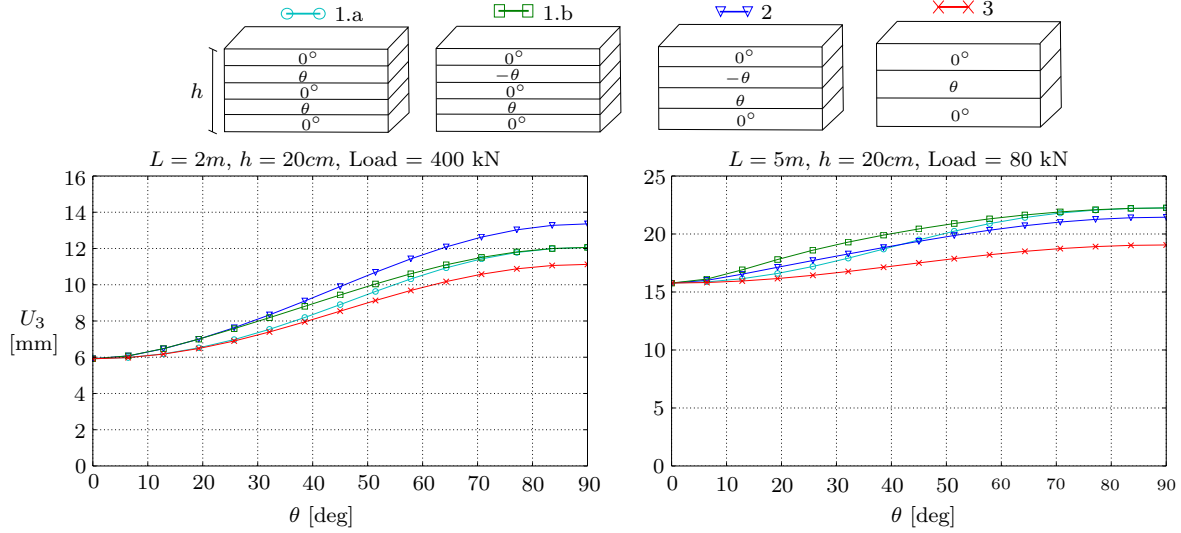 1.a 1.b 2 3
h
0° 0° 0° 0°
θ −θ −θ θ
0° 0° θ 0°
θ θ 0°
0° 0°
L = 2m, h = 20cm, Load = 400 kN
16
14
12
10
8
6
4
2
0
U₃
[mm]
0 10 20 30 40 50 60 70 80 90
θ [deg]
L = 5m, h = 20cm, Load = 80 kN
25
20
15
10
5
0
0 10 20 30 40 50 60 70 80 90
θ [deg]